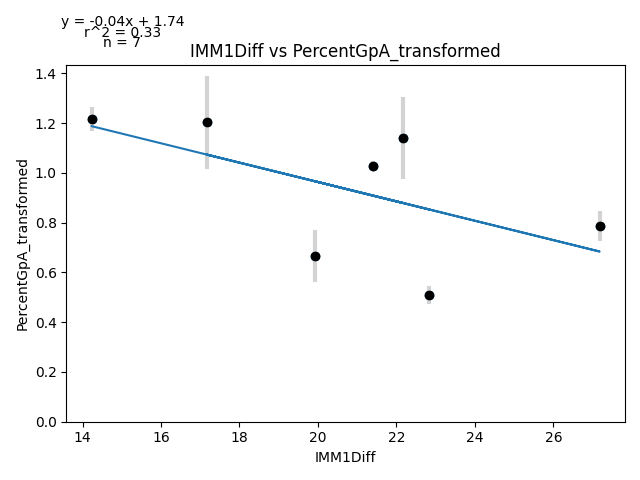 y = -0.04x + 1.74
r^2 = 0.33
n = 7
IMM1Diff vs PercentGpA_transformed
1.4
1.2
1.0
0.8
0.6
0.4
0.2
0.0
PercentGpA_transformed
14 16 18 20 22 24 26
IMM1Diff